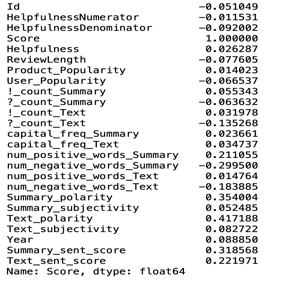 Id -0.051049
HelpfulnessNumerator -0.011531
HelpfulnessDenominator -0.092002
Score 1.000000
Helpfulness 0.026287
ReviewLength -0.077605
Product_Popularity 0.014023
User_Popularity -0.066537
!_count_Summary 0.055343
?_count_Summary -0.063632
!_count_Text 0.031978
?_count_Text -0.135268
capital_freq_Summary 0.023661
capital_freq_Text 0.034737
num_positive_words_Summary 0.211055
num_negative_words_Summary -0.299500
num_positive_words_Text 0.014764
num_negative_words_Text -0.183885
Summary_polarity 0.354004
Summary_subjectivity 0.052485
Text_polarity 0.417188
Text_subjectivity 0.082722
Year 0.088850
Summary_sent_score 0.318568
Text_sent_score 0.221971
Name: Score, dtype: float64